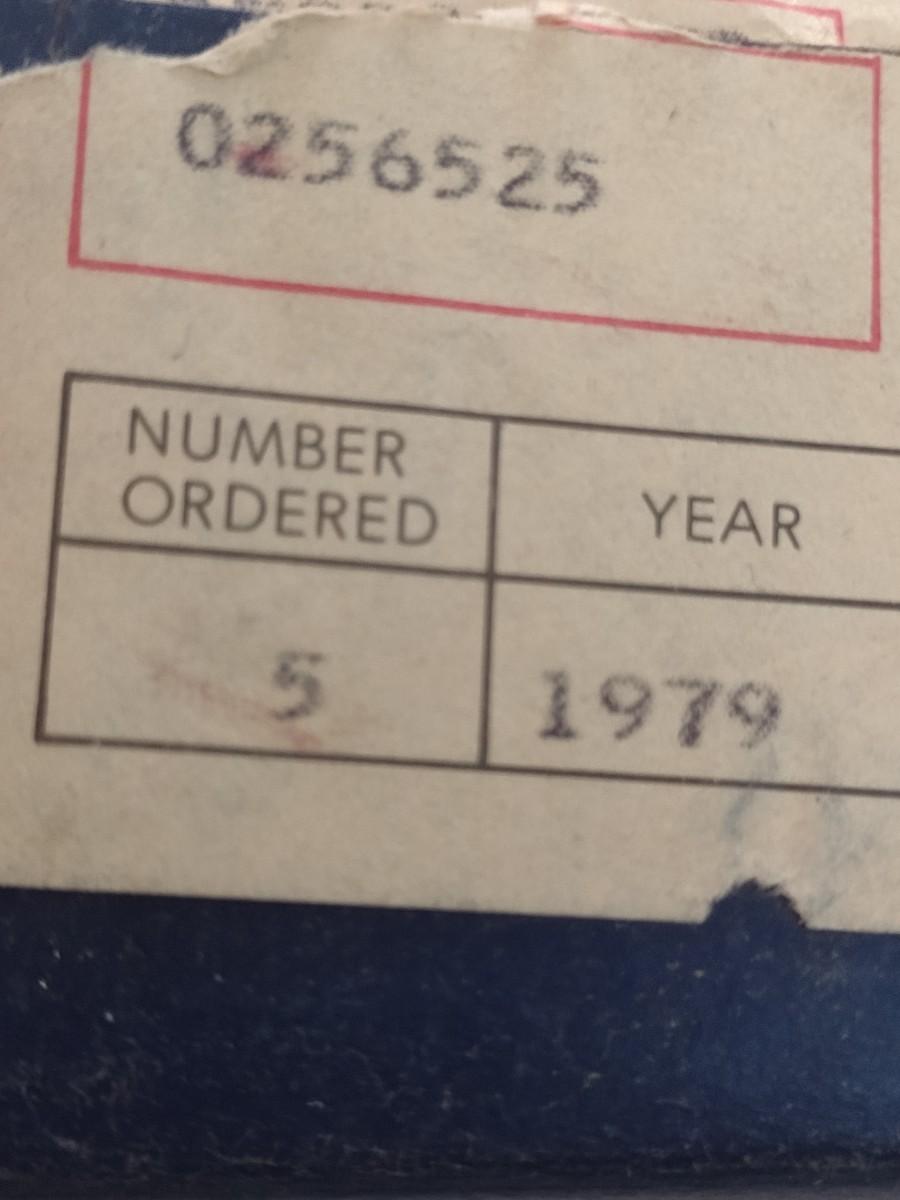 0256525
NUMBER
ORDERED
YEAR
5
1979